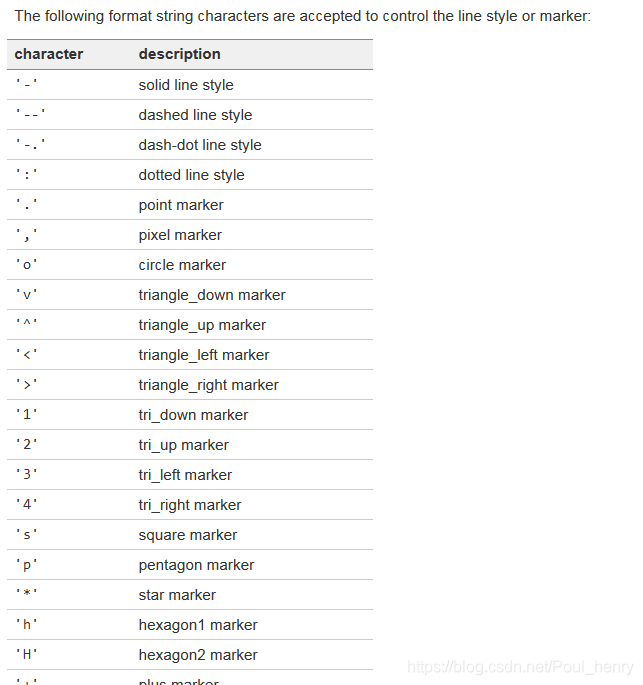 The following format string characters are accepted to control the line style or marker:
character description
'-' solid line style
'--' dashed line style
'-.' dash-dot line style
':' dotted line style
'.' point marker
',' pixel marker
'o' circle marker
'v' triangle_down marker
'^' triangle_up marker
'<' triangle_left marker
'>' triangle_right marker
'1' tri_down marker
'2' tri_up marker
'3' tri_left marker
'4' tri_right marker
's' square marker
'p' pentagon marker
'*' star marker
'h' hexagon1 marker
'H' hexagon2 marker
'+' plus marker
https://blog.csdn.net/Poul_henry